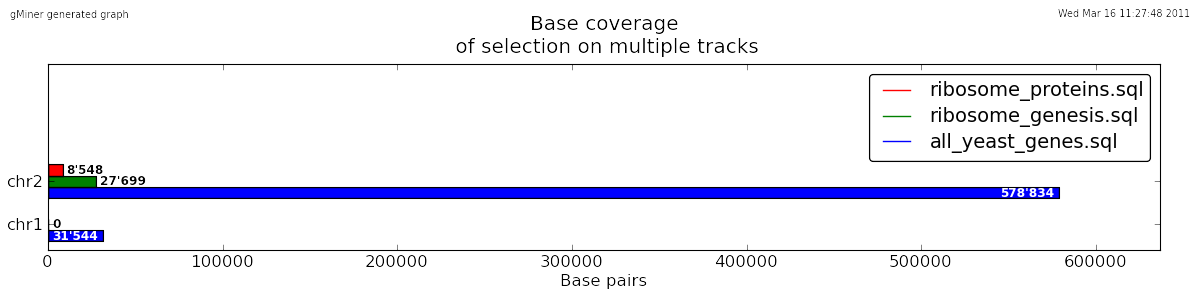 gMiner generated graph
Wed Mar 16 11:27:48 2011
Base coverage
of selection on multiple tracks
ribosome_proteins.sql
ribosome_genesis.sql
all_yeast_genes.sql
8'548
chr2
27'699
578'834
chr1
0
31'544
0 100000 200000 300000 400000 500000 600000
Base pairs